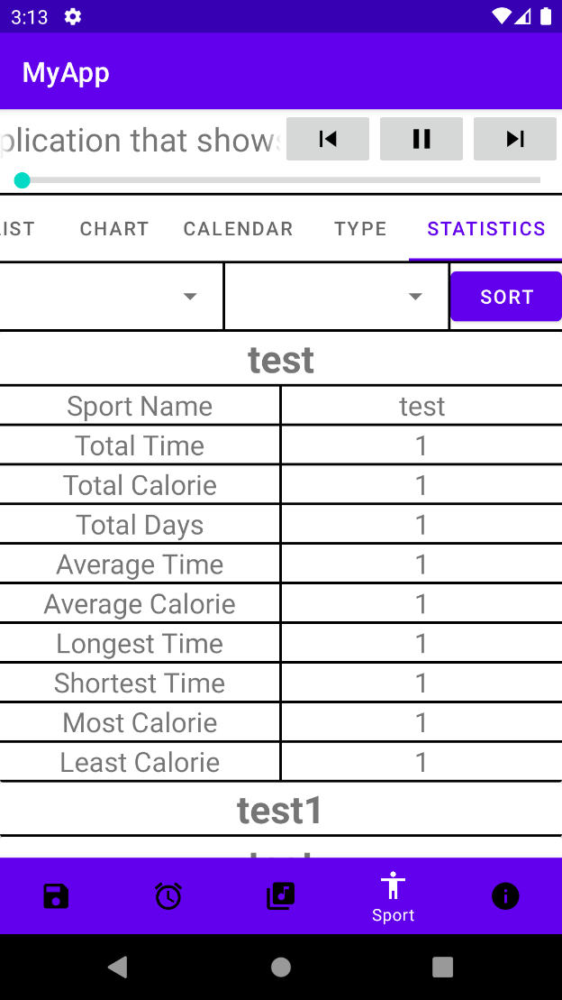 3:13
MyApp
plication that shows
LIST
CHART
CALENDAR
TYPE
STATISTICS
SORT
test
Sport Name
test
Total Time
1
Total Calorie
1
Total Days
1
Average Time
1
Average Calorie
1
Longest Time
1
Shortest Time
1
Most Calorie
1
Least Calorie
1
test1
Sport